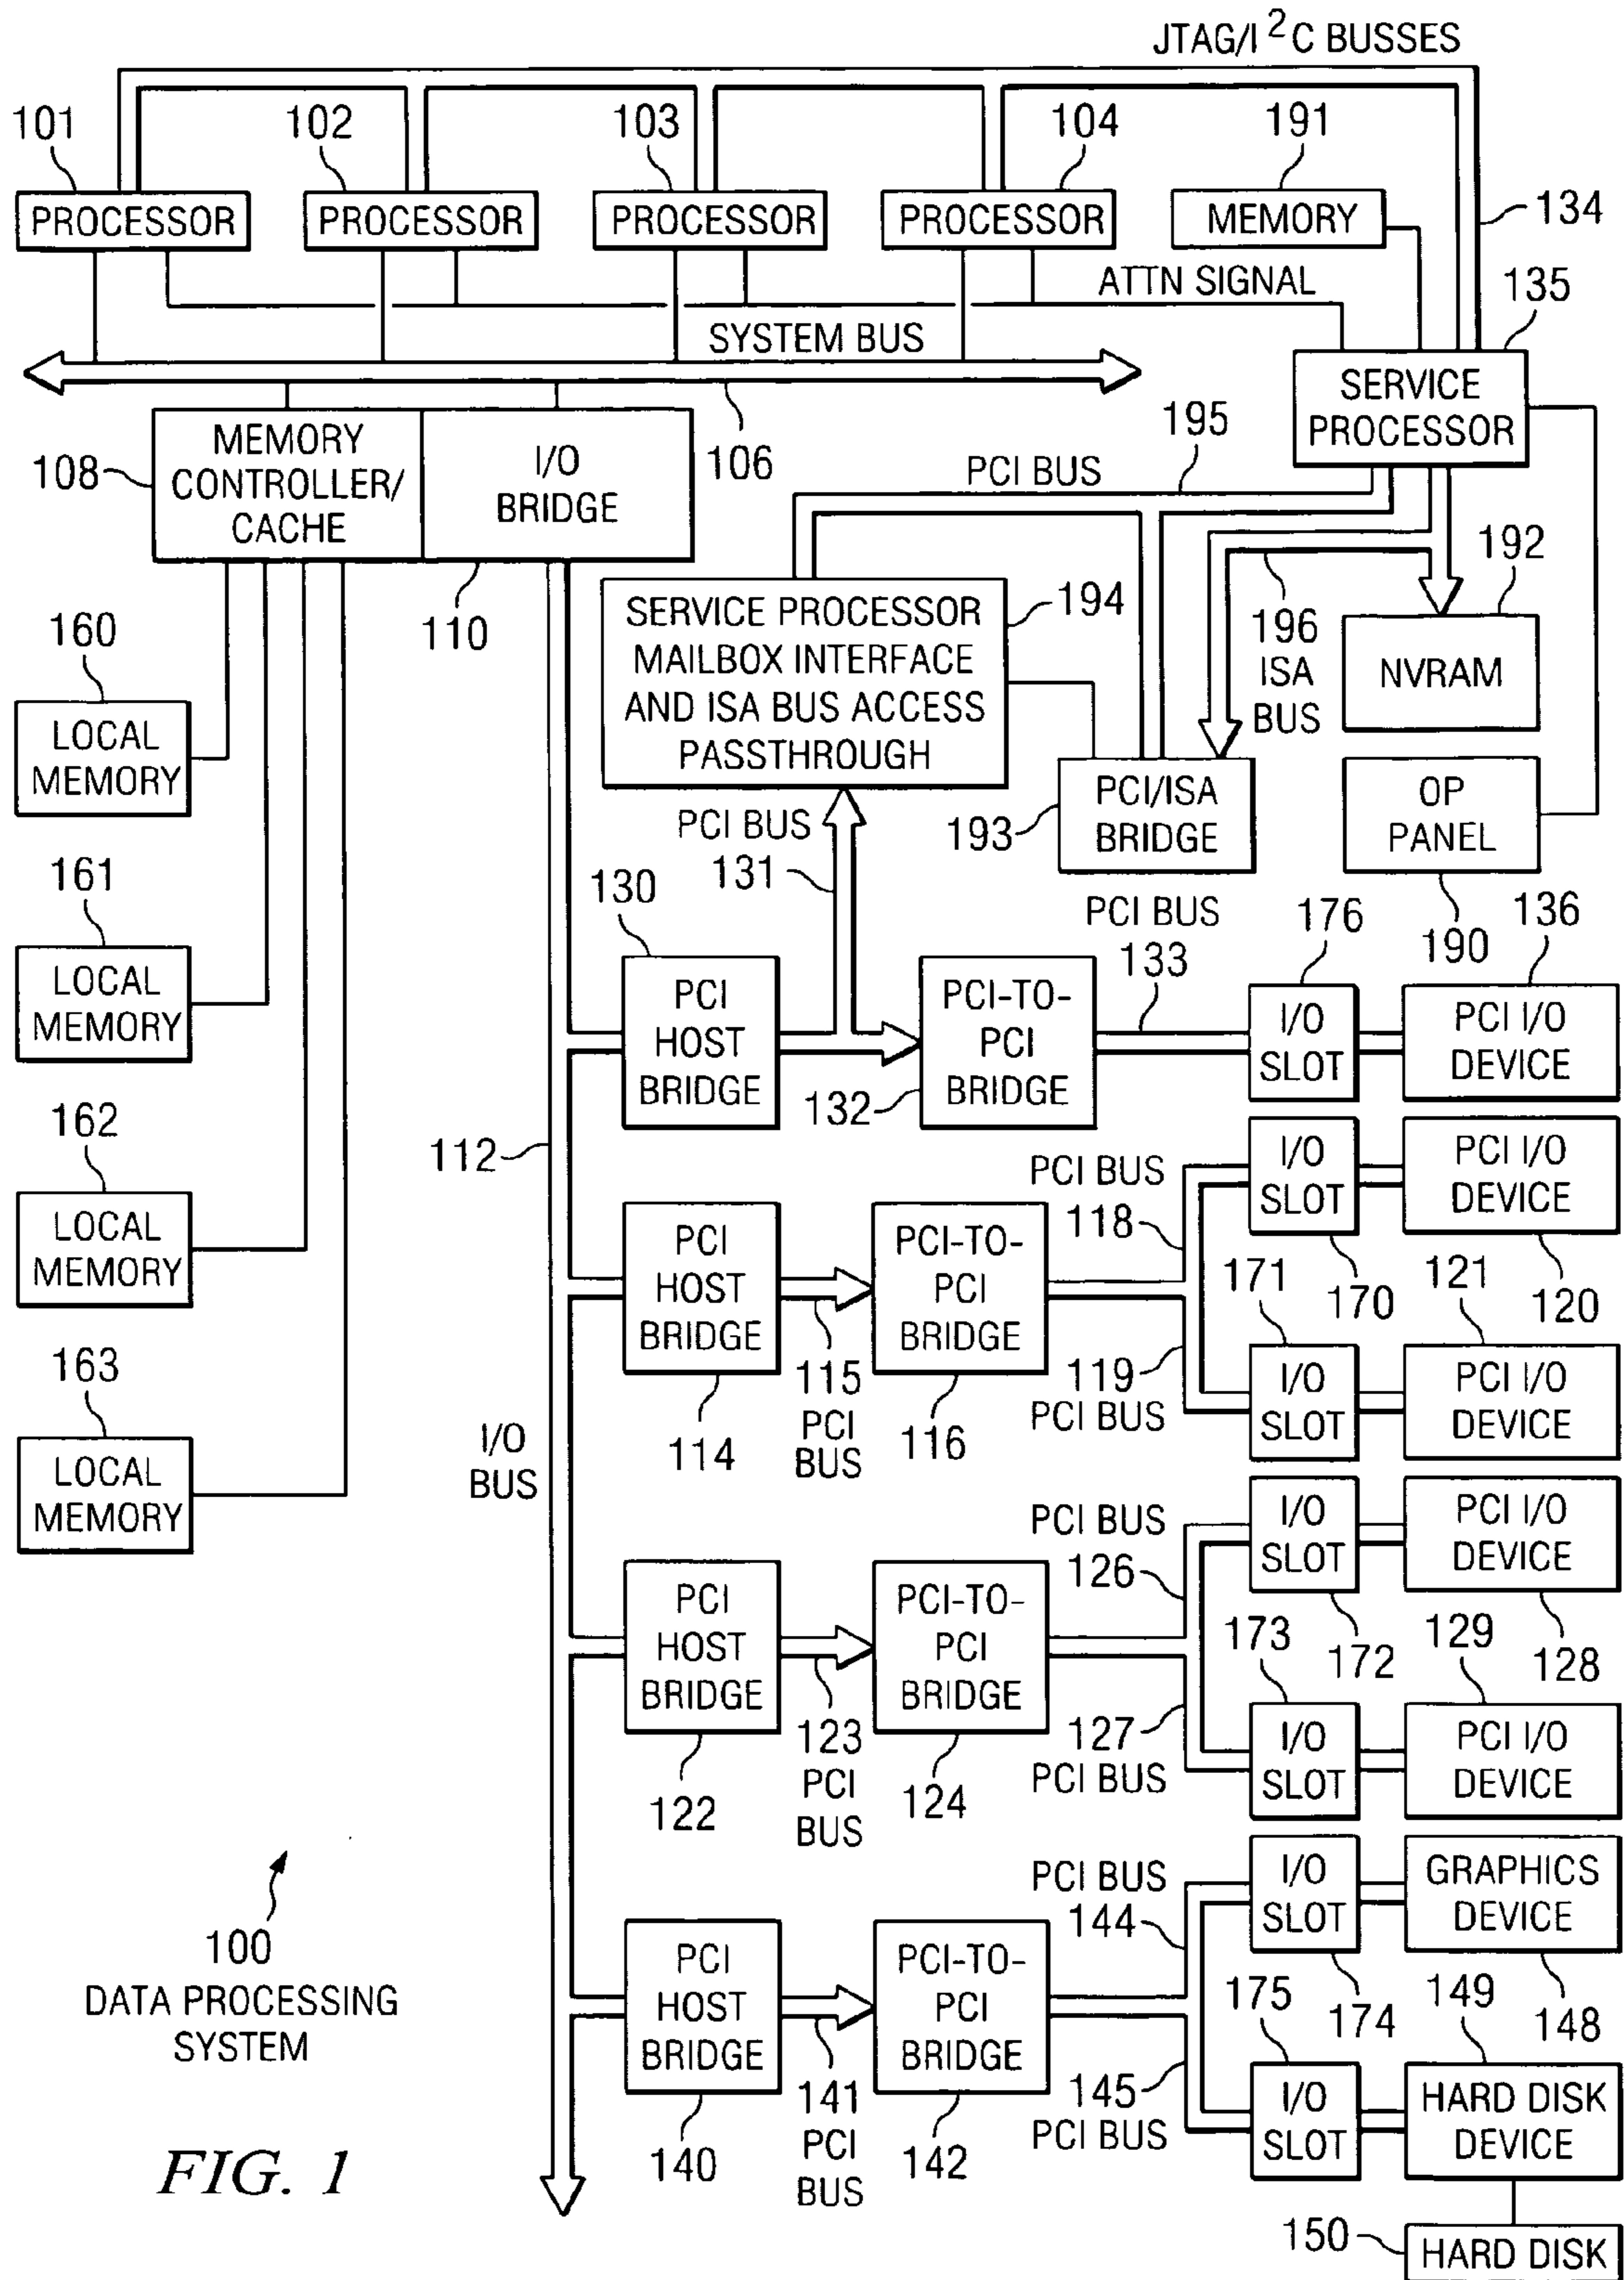 JTAG/I²C BUSSES
101
102
103
104
191
PROCESSOR
PROCESSOR
PROCESSOR
PROCESSOR
MEMORY
134
ATTN SIGNAL
135
SYSTEM BUS
SERVICE
PROCESSOR
195
108
MEMORY
CONTROLLER/
CACHE
I/O
BRIDGE
106
PCI BUS
192
110
SERVICE PROCESSOR
MAILBOX INTERFACE
AND ISA BUS ACCESS
PASSTHROUGH
194
196
ISA
BUS
NVRAM
160
LOCAL
MEMORY
PCI BUS
131
193
PCI/ISA
BRIDGE
OP
PANEL
190
161
LOCAL
MEMORY
130
PCI
HOST
BRIDGE
132
PCI-TO-
PCI
BRIDGE
PCI BUS
133
176
I/O
SLOT
136
PCI I/O
DEVICE
162
LOCAL
MEMORY
112
PCI BUS
118
I/O
SLOT
170
PCI I/O
DEVICE
120
PCI
HOST
BRIDGE
114
115
PCI
BUS
PCI-TO-
PCI
BRIDGE
116
119
PCI BUS
171
I/O
SLOT
121
PCI I/O
DEVICE
163
LOCAL
MEMORY
I/O
BUS
PCI BUS
126
I/O
SLOT
172
PCI I/O
DEVICE
128
PCI
HOST
BRIDGE
122
123
PCI
BUS
PCI-TO-
PCI
BRIDGE
124
127
PCI BUS
173
I/O
SLOT
129
PCI I/O
DEVICE
PCI BUS
144
I/O
SLOT
174
GRAPHICS
DEVICE
148
100
DATA PROCESSING
SYSTEM
PCI
HOST
BRIDGE
140
141
PCI
BUS
PCI-TO-
PCI
BRIDGE
142
145
PCI BUS
175
I/O
SLOT
149
HARD DISK
DEVICE
150
HARD DISK
FIG. 1